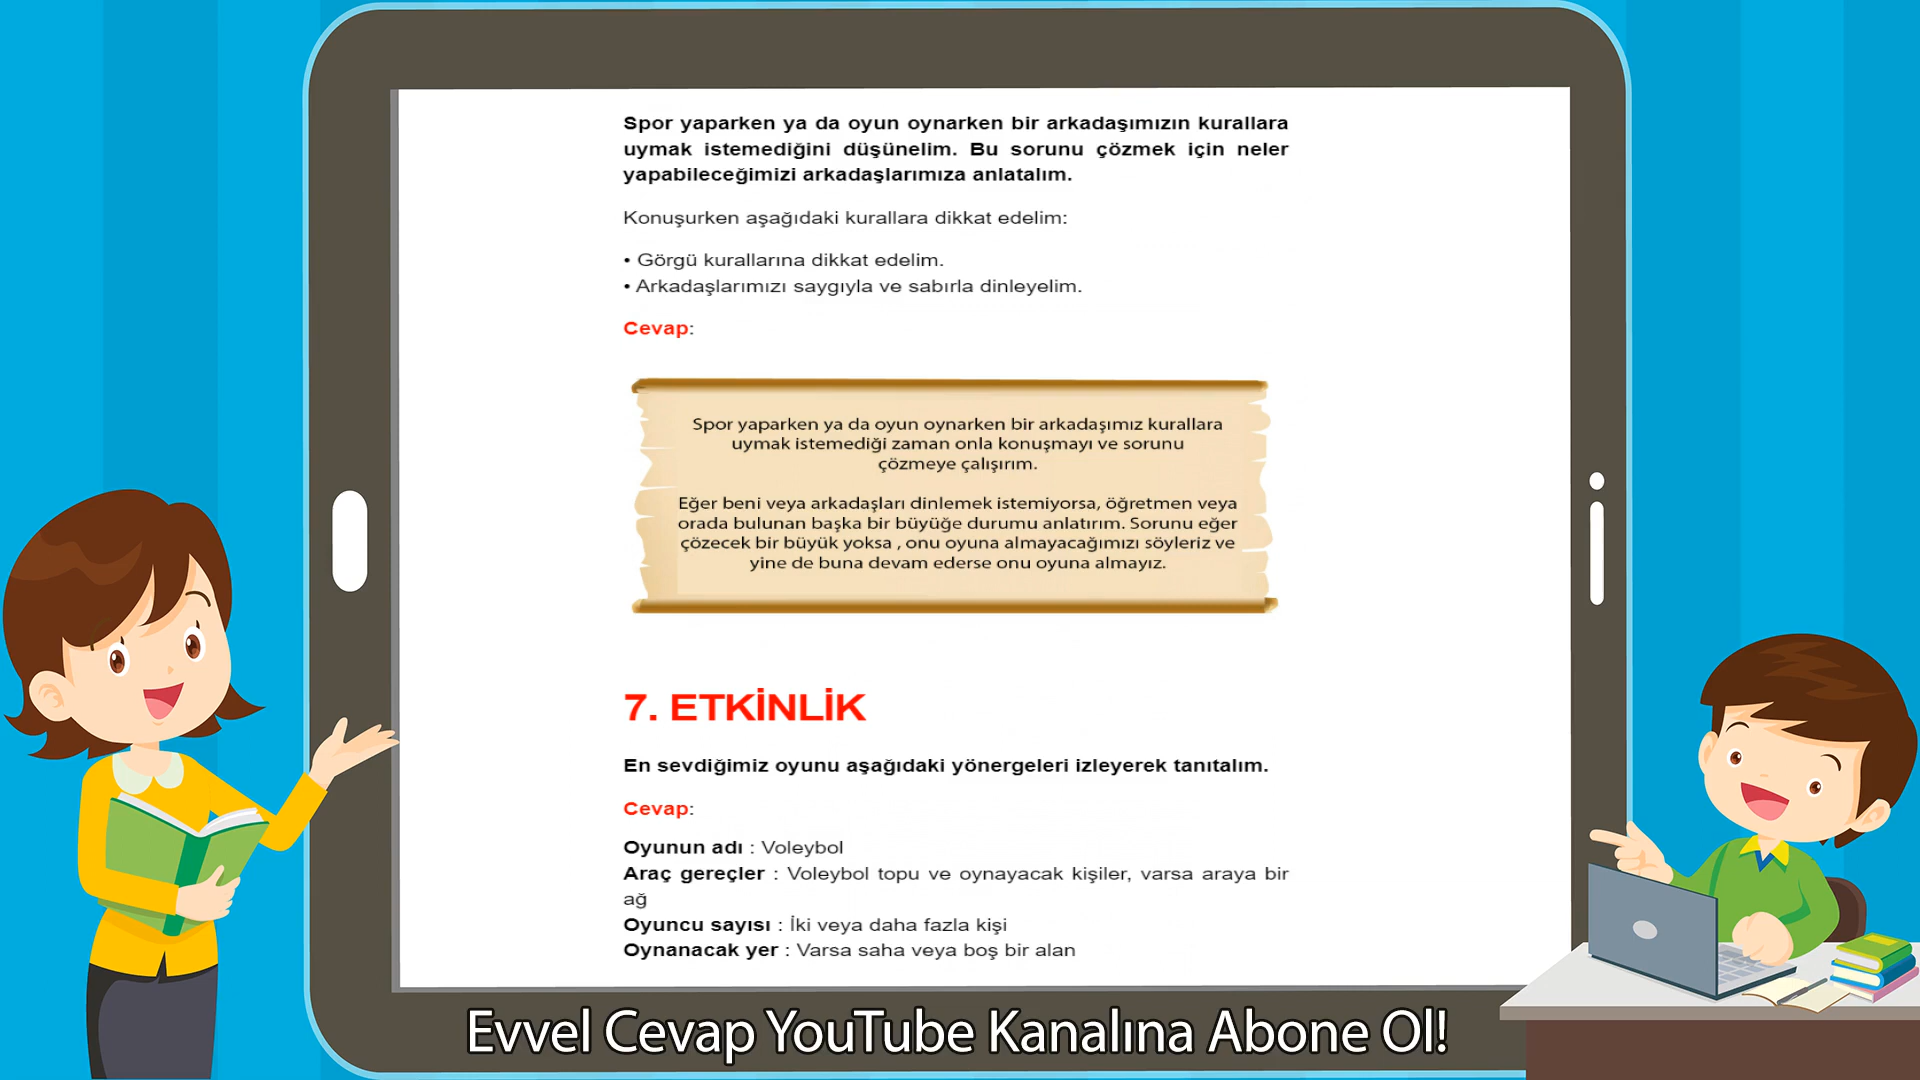 Spor yaparken ya da oyun oynarken bir arkadaşımızın kurallara
uymak istemediğini düşünelim. Bu sorunu çözmek için neler
yapabileceğimizi arkadaşlarımıza anlatalım.
Konuşurken aşağıdaki kurallara dikkat edelim:
• Görgü kurallarına dikkat edelim.
• Arkadaşlarımızı saygıyla ve sabırla dinleyelim.
Cevap:
Spor yaparken ya da oyun oynarken bir arkadaşımız kurallara
uymak istemediği zaman onla konuşmayı ve sorunu
çözmeye çalışırım.
Eğer beni veya arkadaşları dinlemek istemiyorsa, öğretmen veya
orada bulunan başka bir büyüğe durumu anlatırım. Sorunu eğer
çözecek bir büyük yoksa , onu oyuna almayacağımızı söyleriz ve
yine de buna devam ederse onu oyuna almayız.
7. ETKİNLİK
En sevdiğimiz oyunu aşağıdaki yönergeleri izleyerek tanıtalım.
Cevap:
Oyunun adı : Voleybol
Araç gereçler : Voleybol topu ve oynayacak kişiler, varsa araya bir
ağ
Oyuncu sayısı : İki veya daha fazla kişi
Oynanacak yer : Varsa saha veya boş bir alan
Evvel Cevap YouTube Kanalına Abone Ol!